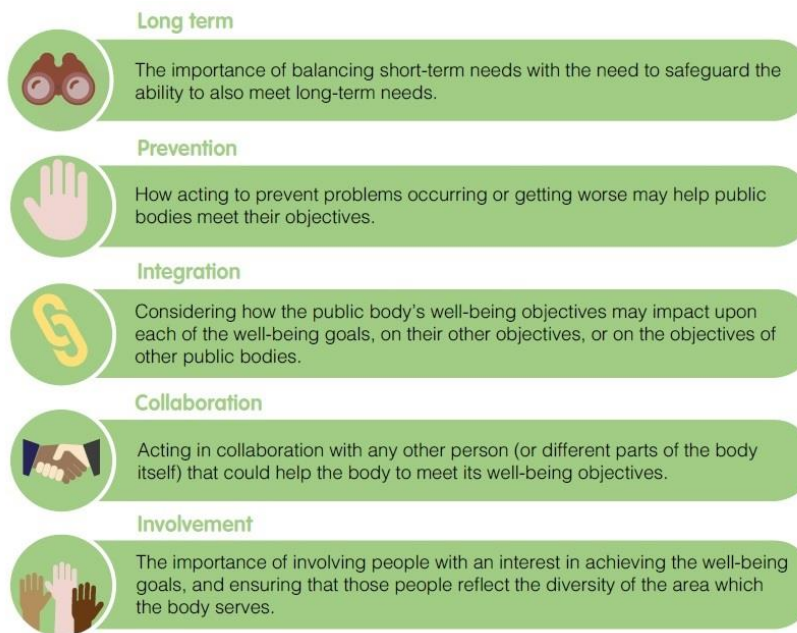 Long term
The importance of balancing short-term needs with the need to safeguard the
ability to also meet long-term needs.
Prevention
How acting to prevent problems occurring or getting worse may help public
bodies meet their objectives.
Integration
Considering how the public body's well-being objectives may impact upon
each of the well-being goals, on their other objectives, or on the objectives of
other public bodies.
Collaboration
Acting in collaboration with any other person (or different parts of the body
itself) that could help the body to meet its well-being objectives.
Involvement
The importance of involving people with an interest in achieving the well-being
goals, and ensuring that those people reflect the diversity of the area which
the body serves.